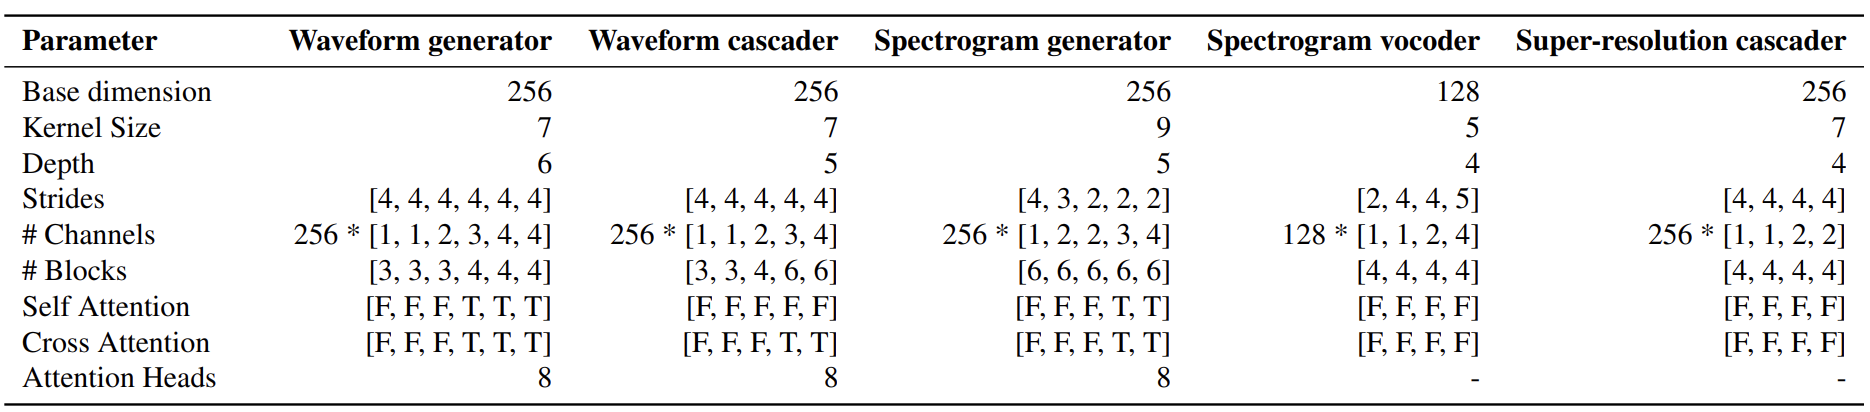 Parameter Waveform generator Waveform cascader Spectrogram generator Spectrogram vocoder Super-resolution cascader
Base dimension 256 256 256 128 256
Kernel Size 7 7 9 5 7
Depth 6 5 5 4 4
Strides [4, 4, 4, 4, 4, 4] [4, 4, 4, 4, 4] [4, 3, 2, 2, 2] [2, 4, 4, 5] [4, 4, 4, 4]
# Channels 256 * [1, 1, 2, 3, 4, 4] 256 * [1, 1, 2, 3, 4] 256 * [1, 2, 2, 3, 4] 128 * [1, 1, 2, 4] 256 * [1, 1, 2, 2]
# Blocks [3, 3, 3, 4, 4, 4] [3, 3, 4, 6, 6] [6, 6, 6, 6, 6] [4, 4, 4, 4] [4, 4, 4, 4]
Self Attention [F, F, F, T, T, T] [F, F, F, F, F] [F, F, F, T, T] [F, F, F, F] [F, F, F, F]
Cross Attention [F, F, F, T, T, T] [F, F, F, T, T] [F, F, F, T, T] [F, F, F, F] [F, F, F, F]
Attention Heads 8 8 8 - -